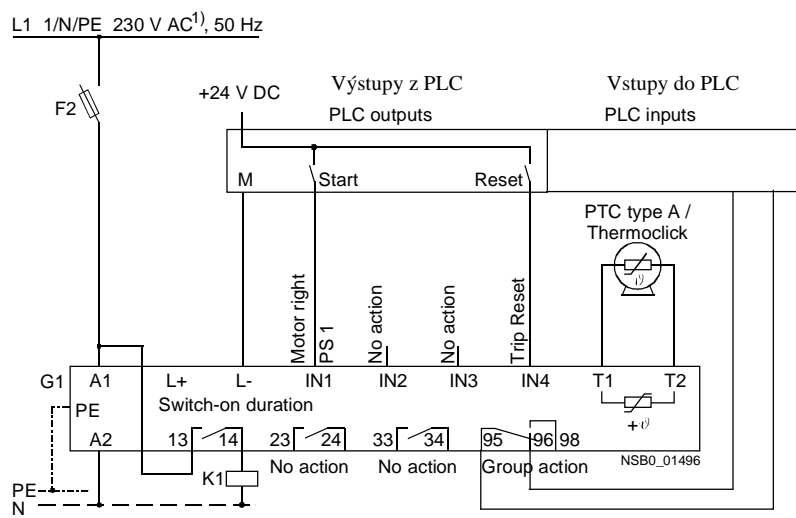 L1 1/N/PE 230 V AC1), 50 Hz
Výstupy z PLC
Vstupy do PLC
+24 V DC
PLC outputs
PLC inputs
F2
M
Start
Reset
PTC type A /
Thermoclick
ϑ
Motor right
PS 1
No action
No action
Trip Reset
G1
A1 L+ L- IN1 IN2 IN3 IN4 T1 T2
PE
Switch-on duration
+ϑ
A2 13 14 23 24 33 34 95 96 98
K1
No action
No action
Group action
NSB0_01496
PE
N